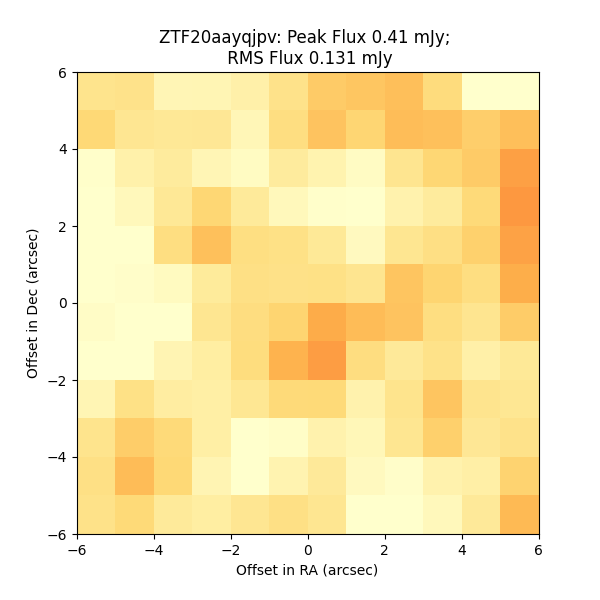 ZTF20aayqjpv: Peak Flux 0.41 mJy;
RMS Flux 0.131 mJy
6
4
2
0
−2
−4
−6
Offset in Dec (arcsec)
−6 −4 −2 0 2 4 6
Offset in RA (arcsec)